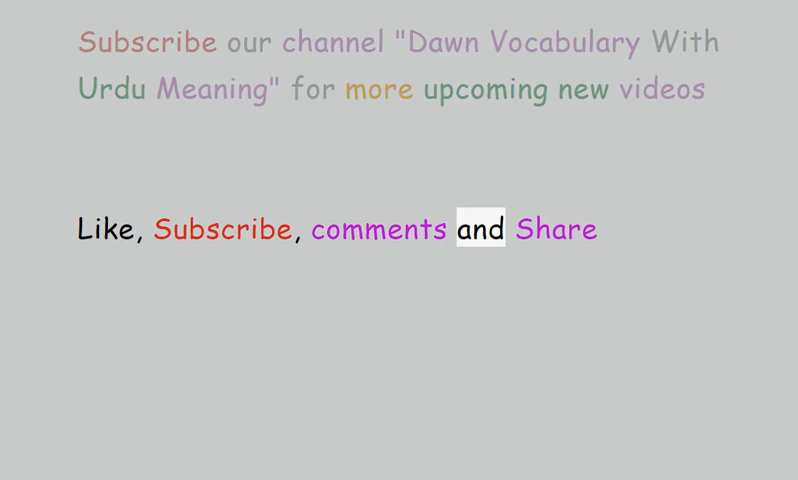 Subscribe our channel "Dawn Vocabulary With
Urdu Meaning" for more upcoming new videos
Like, Subscribe, comments and Share